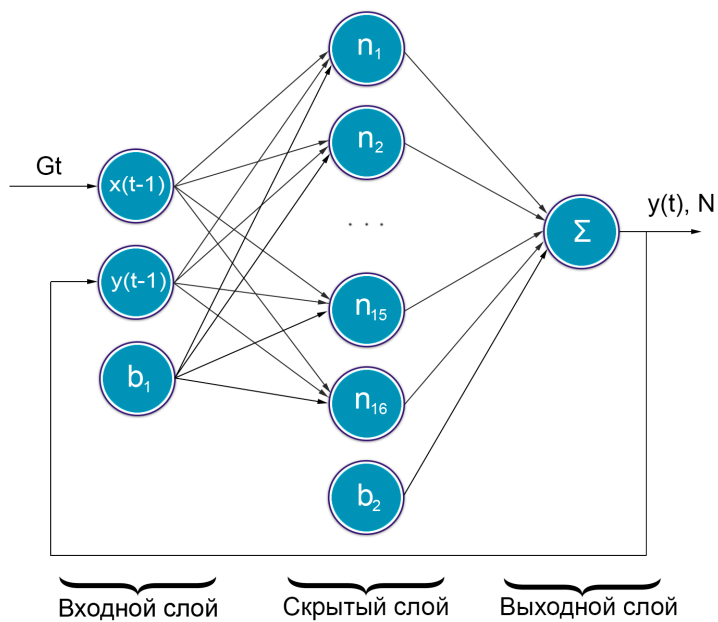 n1
n2
Gt
x(t-1)
y(t), N
Σ
. . .
y(t-1)
n15
b1
n16
b2
Входной слой
Скрытый слой
Выходной слой